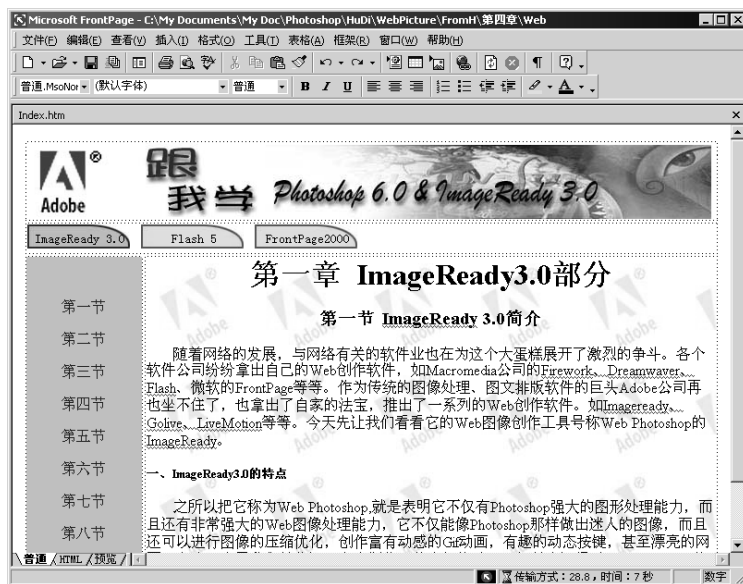 Microsoft FrontPage - C:\My Documents\My Doc\Photoshop\HuDi\WebPicture\FromH\第四章\Web
文件(F) 编辑(E) 查看(V) 插入(I) 格式(O) 工具(T) 表格(A) 框架(R) 窗口(W) 帮助(H)
普通.MsoNor (默认字体) 普通 B I U A
Index.htm
Adobe
跟我学 Photoshop 6.0 & ImageReady 3.0
ImageReady 3.0 Flash 5 FrontPage2000
第一节
第二节
第三节
第四节
第五节
第六节
第七节
第八节
第一章 ImageReady3.0部分
第一节 ImageReady 3.0简介
随着网络的发展，与网络有关的软件业也在为这个大蛋糕展开了激烈的争斗。各个
软件公司纷纷拿出自己的Web创作软件，如Macromedia公司的Firework、Dreamwaver、
Flash、微软的FrontPage等等。作为传统的图像处理、图文排版软件的巨头Adobe公司再
也坐不住了，也拿出了自家的法宝，推出了一系列的Web创作软件。如Imageready、
Golive、LiveMotion等等。今天先让我们看看它的Web图像创作工具号称Web Photoshop的
ImageReady。
一、ImageReady3.0的特点
之所以把它称为Web Photoshop,就是表明它不仅有Photoshop强大的图形处理能力，而
且还有非常强大的Web图像处理能力，它不仅能像Photoshop那样做出迷人的图像，而且
还可以进行图像的压缩优化，创作富有动感的Gif动画，有趣的动态按键，甚至漂亮的网
普通 HTML 预览
传输方式：28.8，时间：7 秒 数字